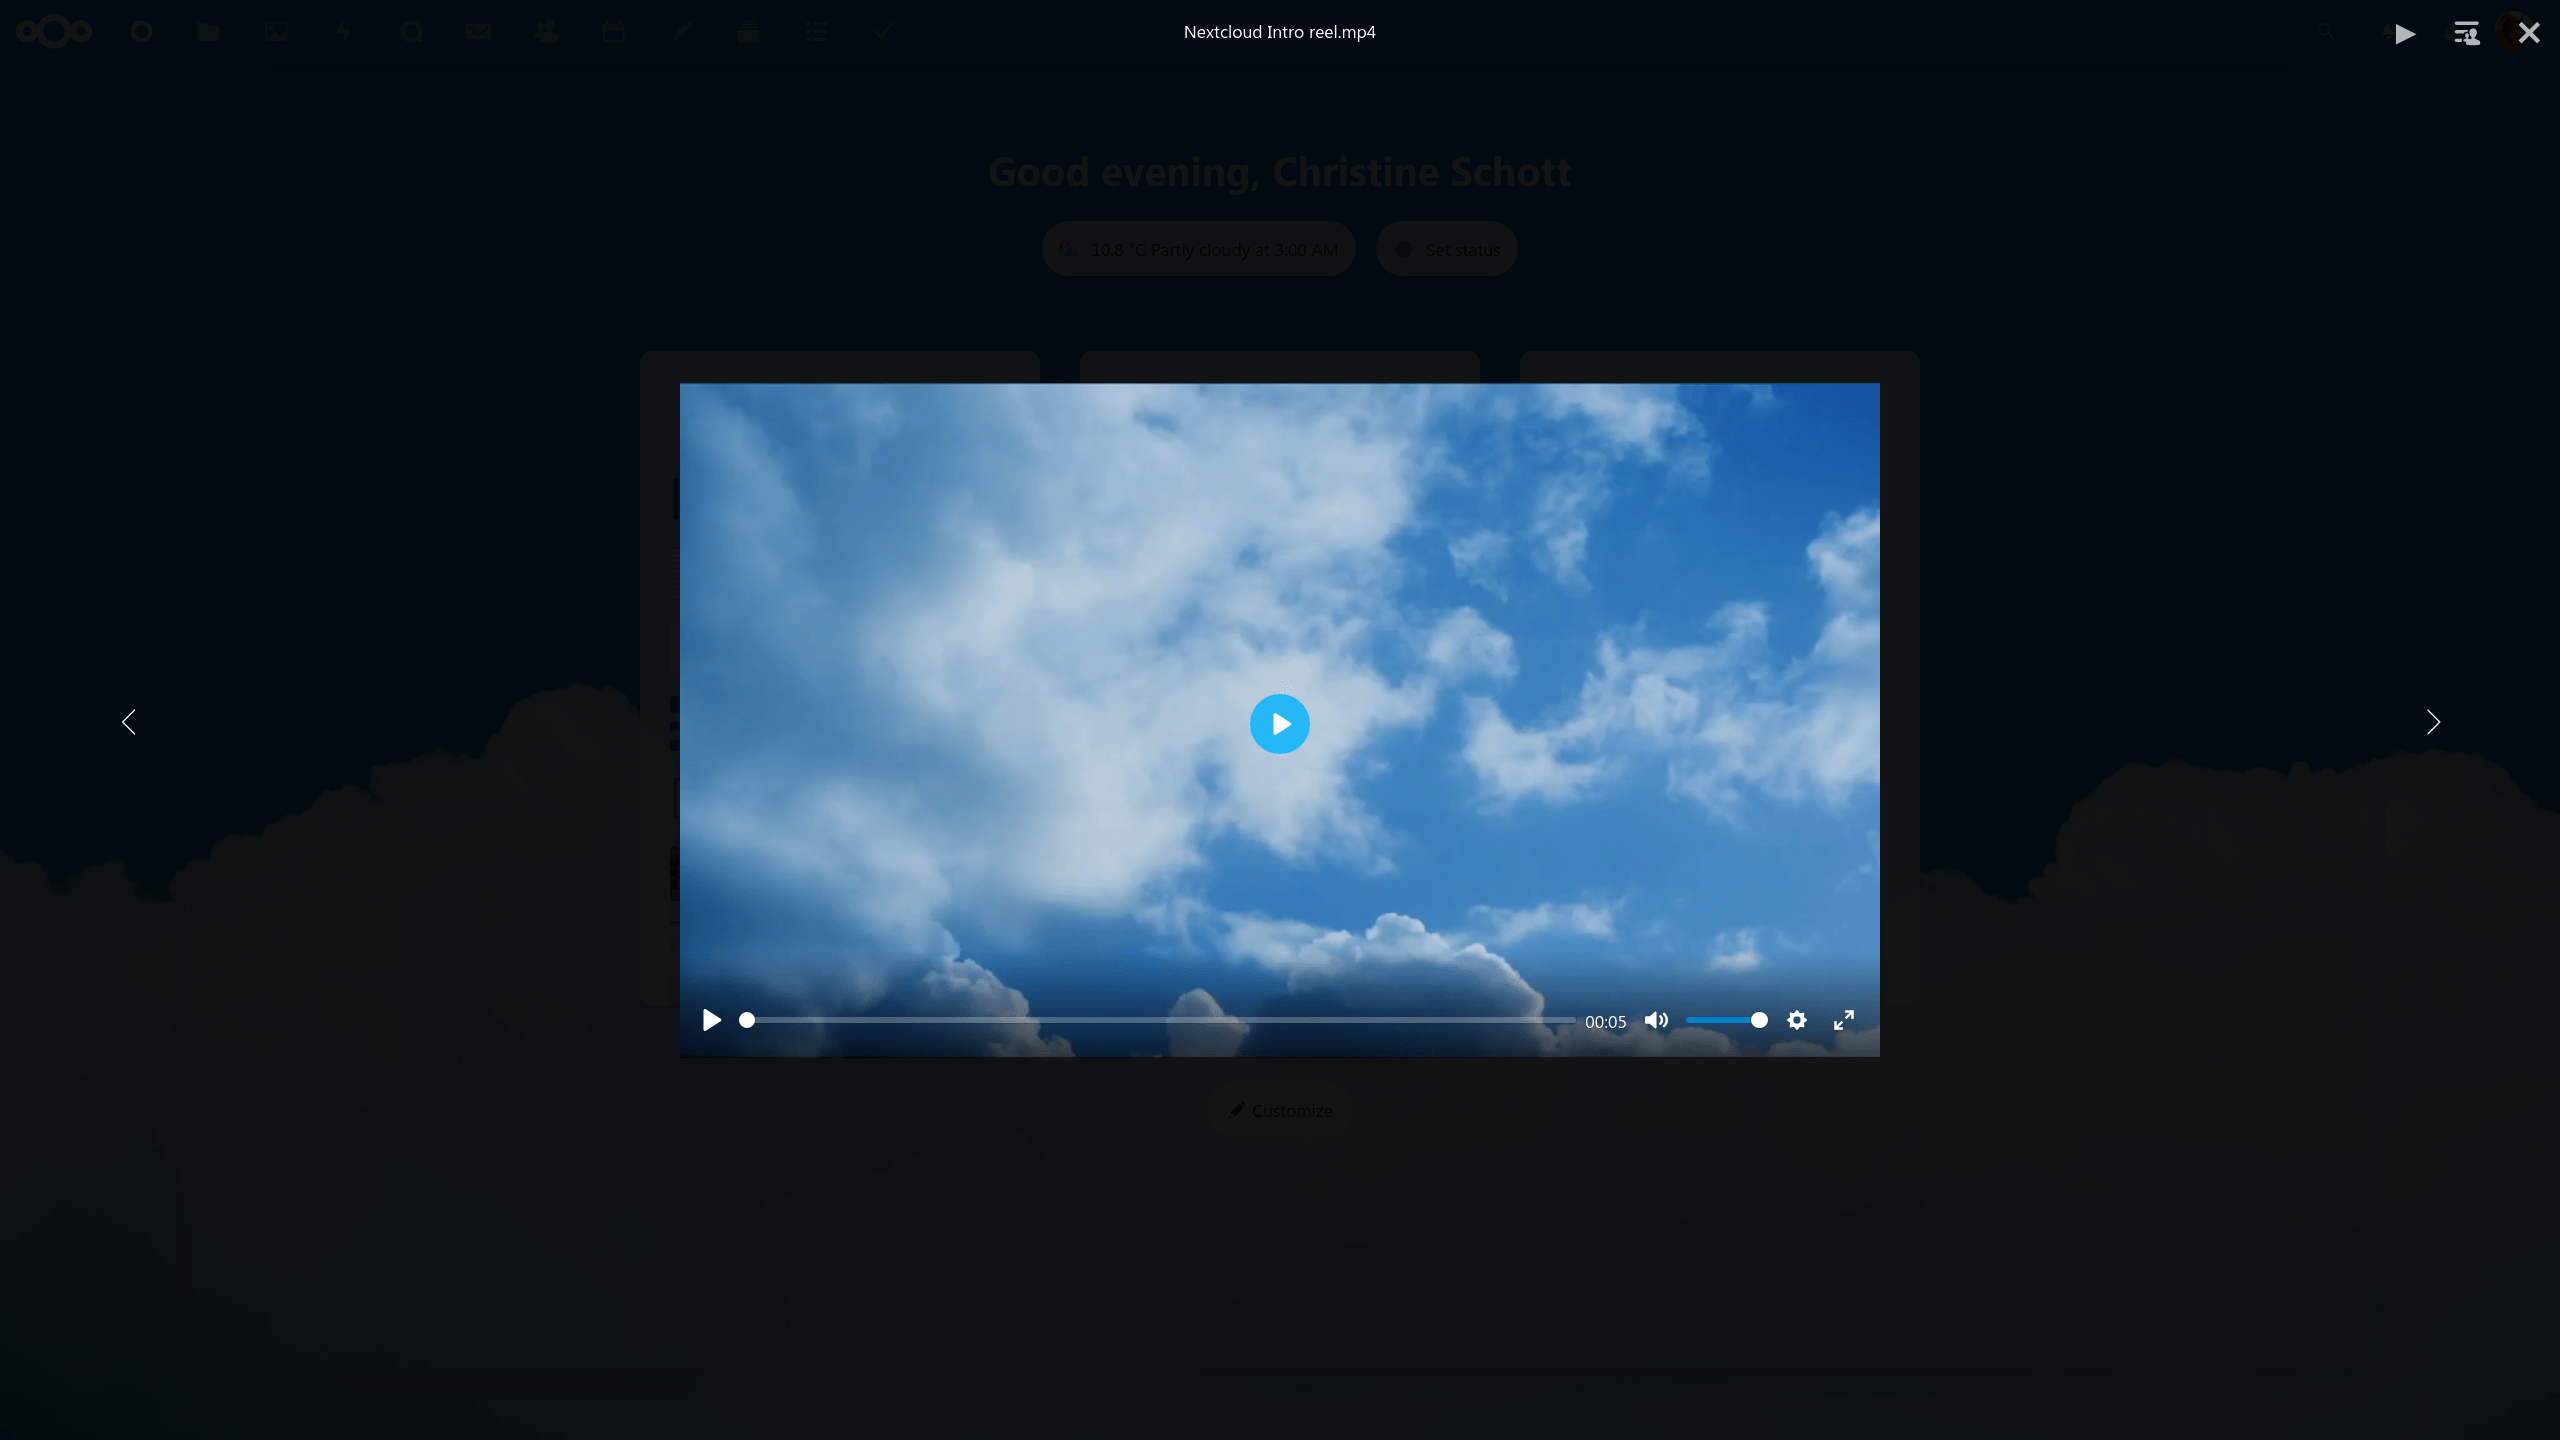 Nextcloud Intro reel.mp4
Good evening, Christine Schott
10.8 °C Partly cloudy at 3:00 AM
Set status
00:05
Customize